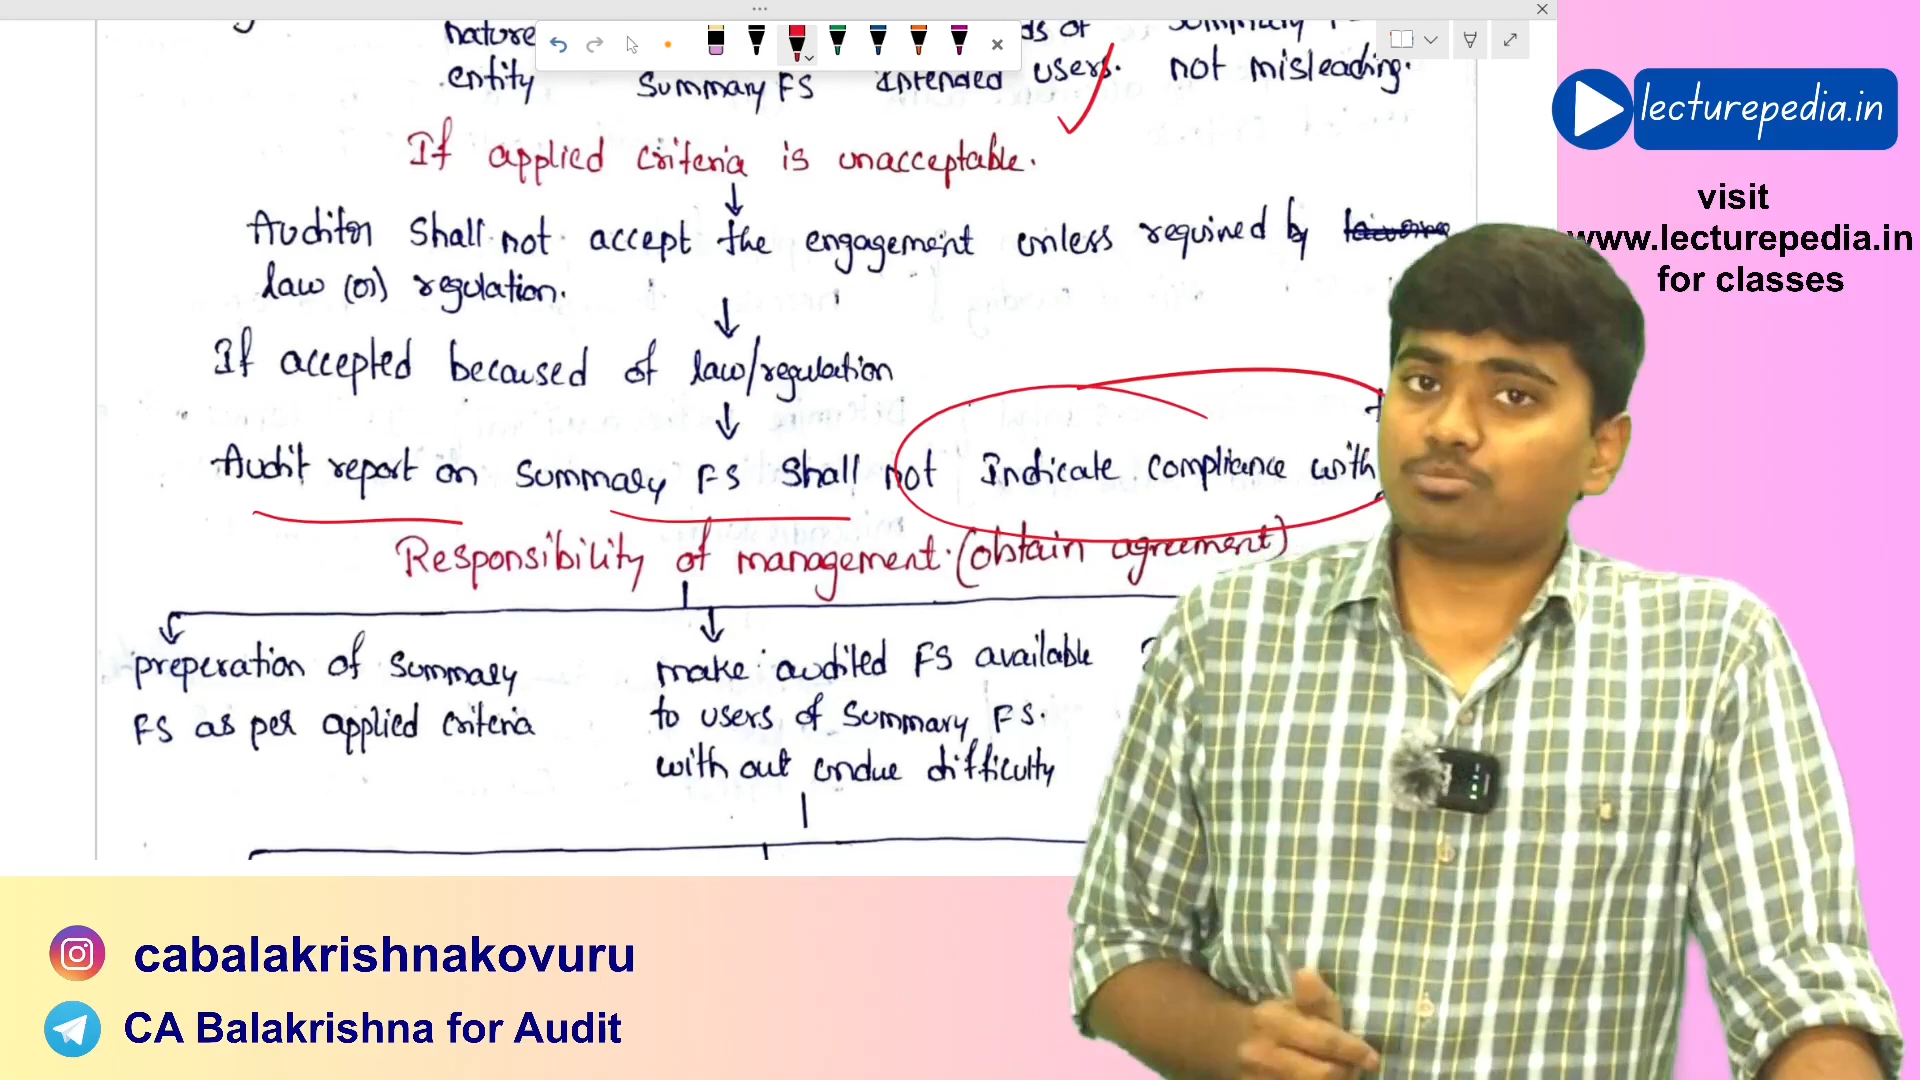 nature
entity
Summary FS
Intended users.
not misleading.
If applied criteria is unacceptable.
Auditor Shall not accept the engagement unless required by
law (or) regulation.
If accepted becaused of law/regulation
Audit report on Summary FS Shall not Indicate compliance with
Responsibility of management. (obtain agreement)
preperation of Summary
FS as per applied criteria
make audited FS available
to users of Summary FS.
with out undue difficulty
lecturepedia.in
visit
www.lecturepedia.in
for classes
cabalakrishnakovuru
CA Balakrishna for Audit